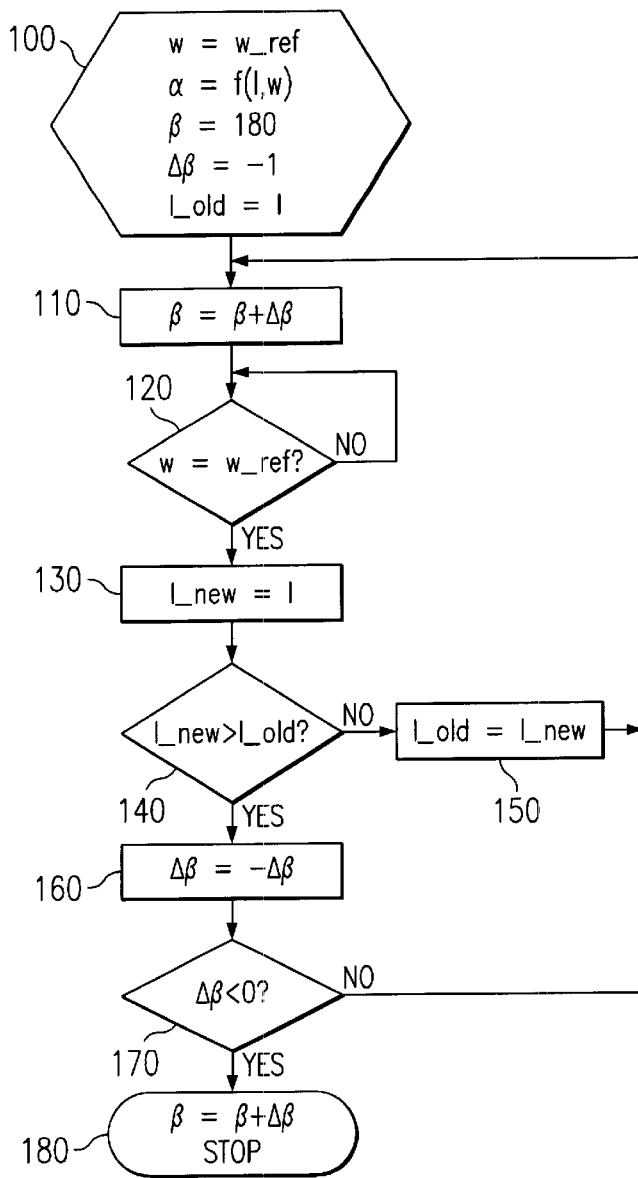 100
w = w_ref
α = f(I,w)
β = 180
Δβ = -1
I_old = I
110
β = β+Δβ
120
w = w_ref?
NO
YES
130
I_new = I
I_new>I_old?
NO
I_old = I_new
140
YES
150
160
Δβ = -Δβ
Δβ<0?
NO
170
YES
180
β = β+Δβ
STOP